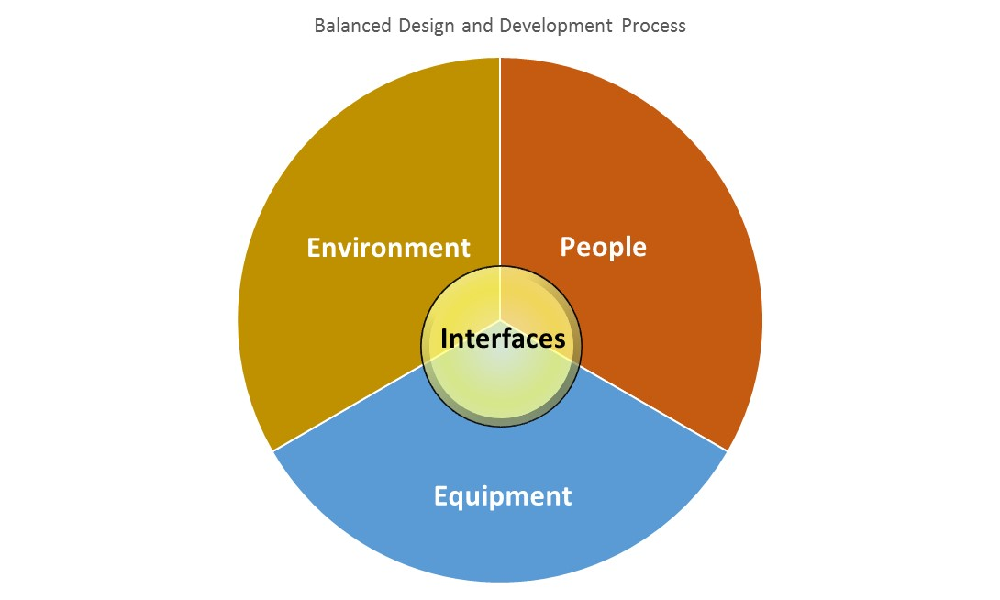 Balanced Design and Development Process
Environment
People
Interfaces
Equipment